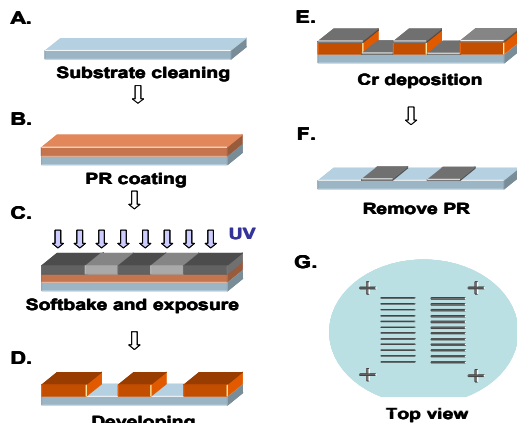 A.
Substrate cleaning
B.
PR coating
C.
UV
Softbake and exposure
D.
Developing
E.
Cr deposition
F.
Remove PR
G.
Top view